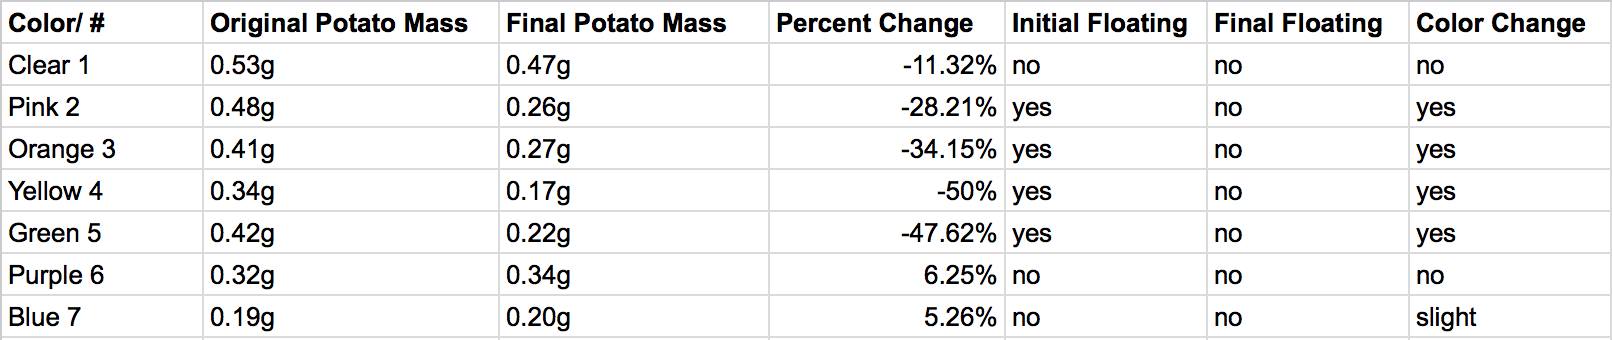 Color/ # Original Potato Mass Final Potato Mass Percent Change Initial Floating Final Floating Color Change
Clear 1 0.53g 0.47g -11.32% no no no
Pink 2 0.48g 0.26g -28.21% yes no yes
Orange 3 0.41g 0.27g -34.15% yes no yes
Yellow 4 0.34g 0.17g -50% yes no yes
Green 5 0.42g 0.22g -47.62% yes no yes
Purple 6 0.32g 0.34g 6.25% no no no
Blue 7 0.19g 0.20g 5.26% no no slight